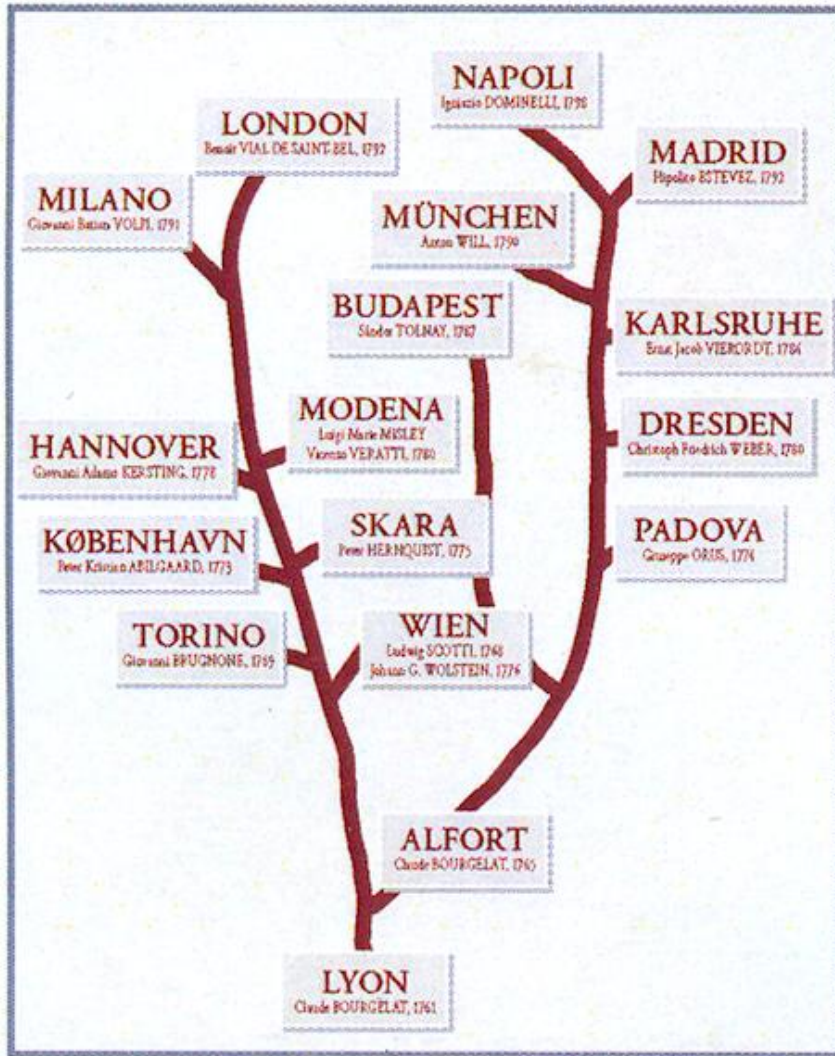 NAPOLI
Ignazio DOMINELLI, 1798
LONDON
Benoit VIAL DE SAINT-BEL, 1792
MADRID
Hipolito ESTEVEZ, 1792
MILANO
Giovanni Battista VOLPI, 1791
MÜNCHEN
Anton WILL, 1790
BUDAPEST
Sándor TOLNAY, 1787
KARLSRUHE
Ernst Jacob VIERORDT, 1784
MODENA
Luigi Marie MISLEY
Vicenzo VERATTI, 1780
DRESDEN
Christoph Friedrich WEBER, 1780
HANNOVER
Giovanni Adamo KERSTING, 1778
SKARA
Peter HERNQUIST, 1775
PADOVA
Giuseppe ORUS, 1774
KØBENHAVN
Peter Kristian ABILGAARD, 1773
TORINO
Giovanni BRUGNONE, 1769
WIEN
Ludwig SCOTTI, 1768
Johann G. WOLSTEIN, 1776
ALFORT
Claude BOURGELAT, 1765
LYON
Claude BOURGELAT, 1761